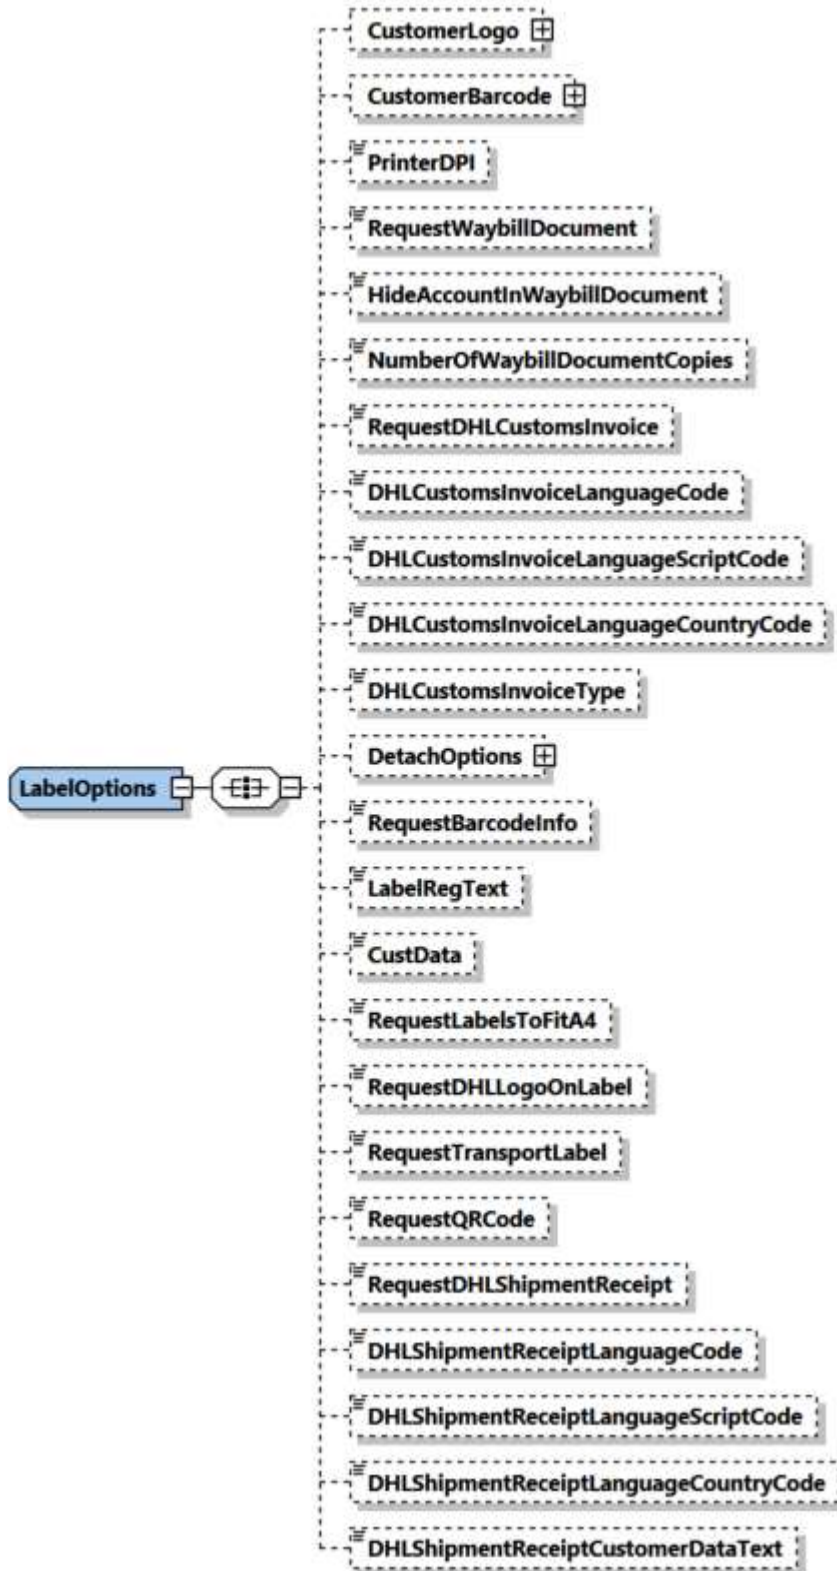 CustomerLogo
CustomerBarcode
PrinterDPI
RequestWaybillDocument
HideAccountInWaybillDocument
NumberOfWaybillDocumentCopies
RequestDHLCustomsInvoice
DHLCustomsInvoiceLanguageCode
DHLCustomsInvoiceLanguageScriptCode
DHLCustomsInvoiceLanguageCountryCode
DHLCustomsInvoiceType
DetachOptions
LabelOptions
RequestBarcodeInfo
LabelRegText
CustData
RequestLabelsToFitA4
RequestDHLLogoOnLabel
RequestTransportLabel
RequestQRCode
RequestDHLShipmentReceipt
DHLShipmentReceiptLanguageCode
DHLShipmentReceiptLanguageScriptCode
DHLShipmentReceiptLanguageCountryCode
DHLShipmentReceiptCustomerDataText